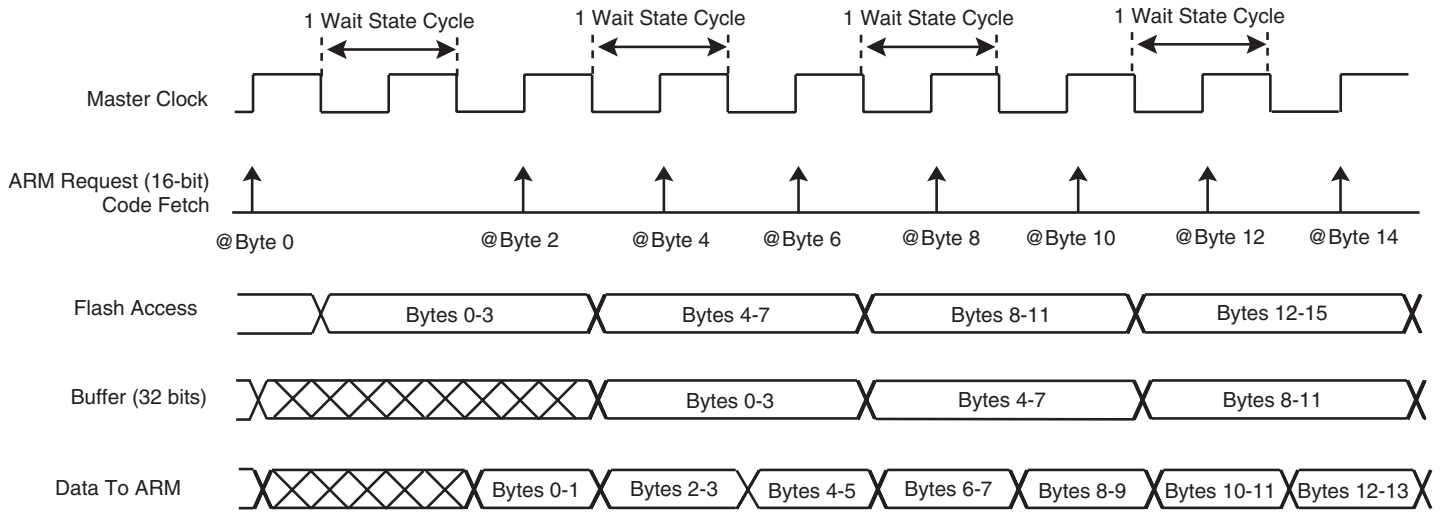 1 Wait State Cycle
1 Wait State Cycle
1 Wait State Cycle
1 Wait State Cycle
Master Clock
ARM Request (16-bit)
Code Fetch
@Byte 0
@Byte 2
@Byte 4
@Byte 6
@Byte 8
@Byte 10
@Byte 12
@Byte 14
Flash Access
Bytes 0-3
Bytes 4-7
Bytes 8-11
Bytes 12-15
Buffer (32 bits)
Bytes 0-3
Bytes 4-7
Bytes 8-11
Data To ARM
Bytes 0-1
Bytes 2-3
Bytes 4-5
Bytes 6-7
Bytes 8-9
Bytes 10-11
Bytes 12-13